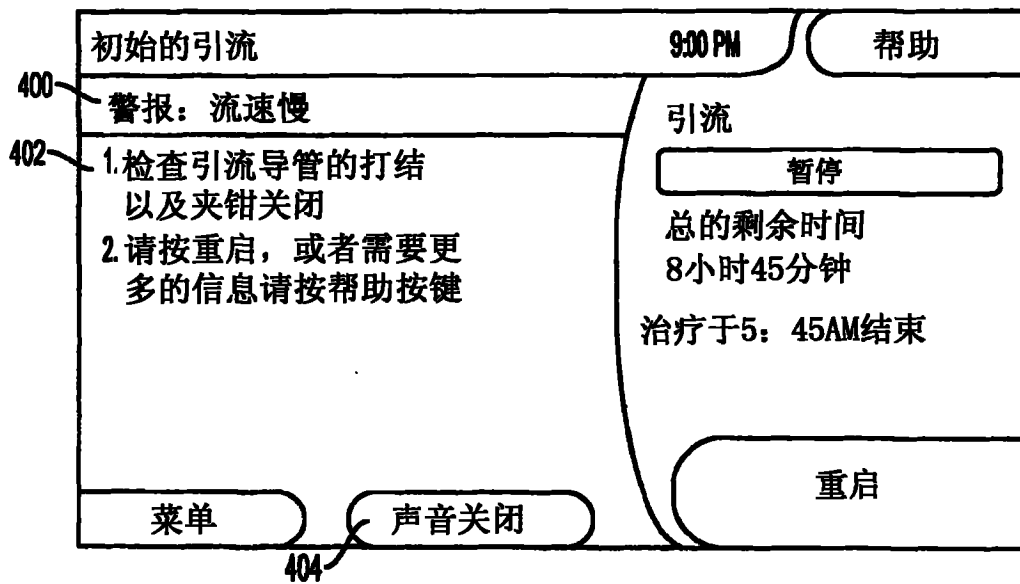 初始的引流
9:00 PM
帮助
400
警报：流速慢
402
1.检查引流导管的打结
以及夹钳关闭
2.请按重启，或者需要更
多的信息请按帮助按键
引流
暂停
总的剩余时间
8小时45分钟
治疗于5：45AM结束
菜单
声音关闭
重启
404